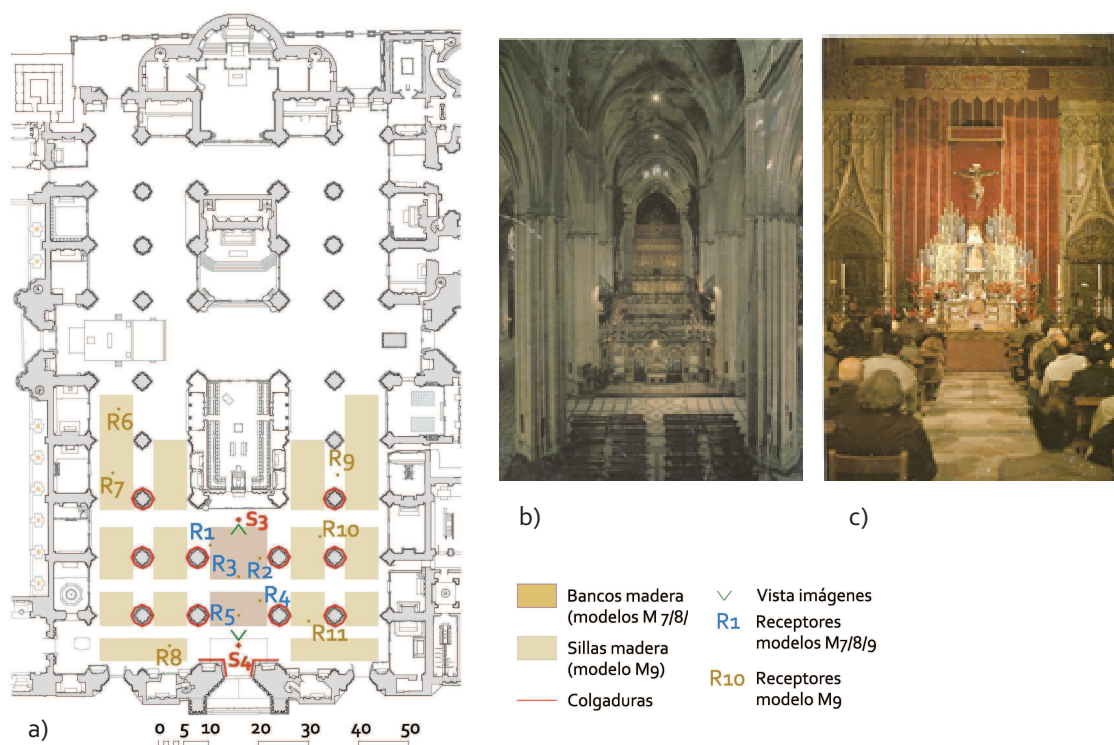 R6
R7
R9
S3
R1
R10
R3
R2
R4
R5
R11
R8
S4
a)
0 5 10 20 30 40 50
b)
c)
Bancos madera
(modelos M 7/8/
Sillas madera
(modelo M9)
Colgaduras
Vista imágenes
R1 Receptores
modelos M7/8/9
R10 Receptores
modelo M9